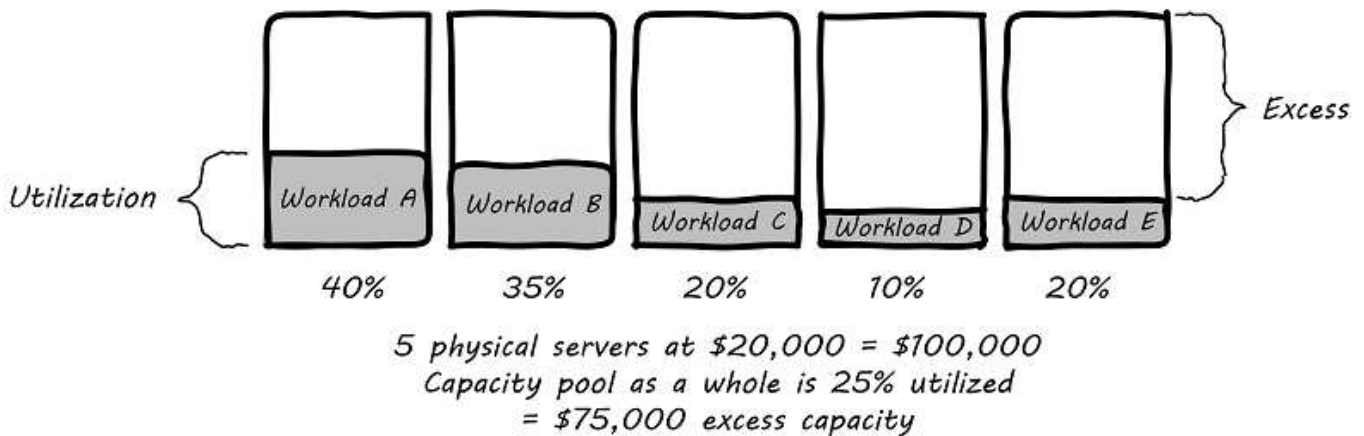 Excess
Utilization
Workload A
Workload B
Workload C
Workload D
Workload E
40%
35%
20%
10%
20%
5 physical servers at $20,000 = $100,000
Capacity pool as a whole is 25% utilized
= $75,000 excess capacity